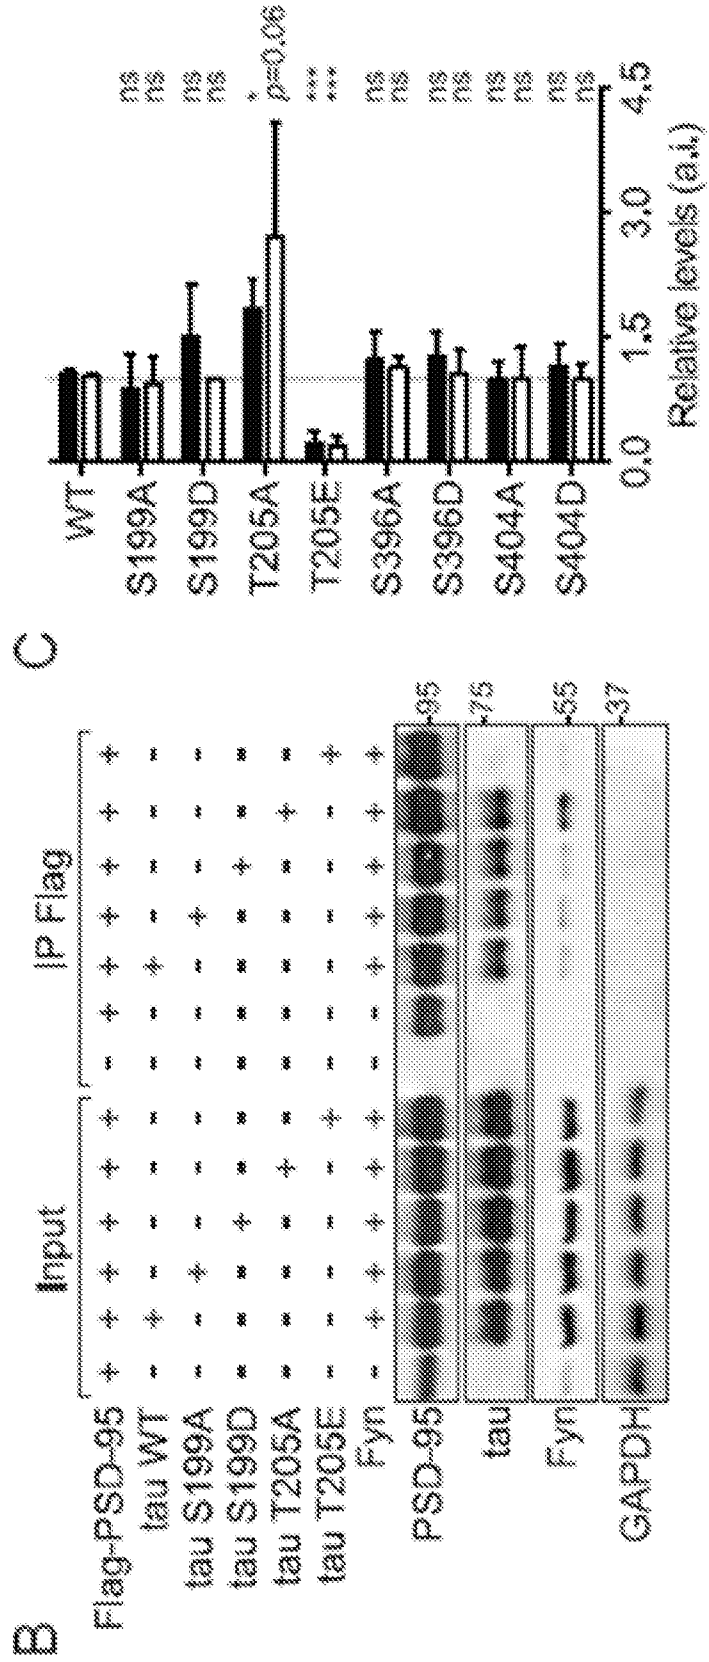 B
Input
IP Flag
Flag-PSD-95 + + + + + + - + + + + + +
tau WT - + - - - - - - + - - - -
tau S199A - - + - - - - - - + - - -
tau S199D - - - + - - - - - - + - -
tau T205A - - - - + - - - - - - + -
tau T205E - - - - - + - - - - - - +
Fyn - + + + + + - - + + + + +
PSD-95
-95
tau
-75
Fyn
-55
GAPDH
-37
C
WT
S199A ns ns
S199D ns ns
T205A * p=0.06
T205E *** ***
S396A ns ns
S396D ns ns
S404A ns ns
S404D ns ns
0.0 1.5 3.0 4.5
Relative levels (a.i.)